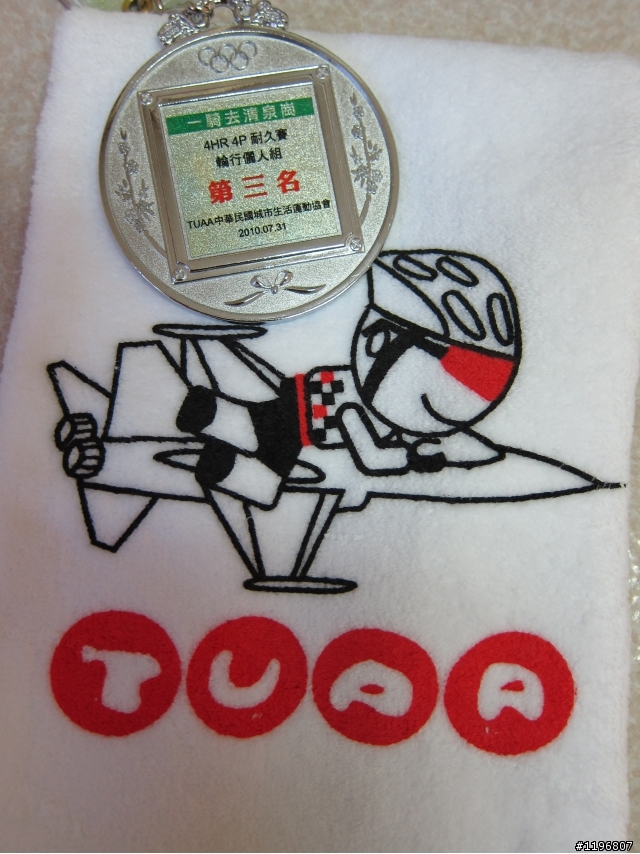 一騎去清泉崗
4HR 4P 耐久賽
輪行個人組
第三名
TUAA中華民國城市生活運動協會
2010.07.31
TUAA
#1196807